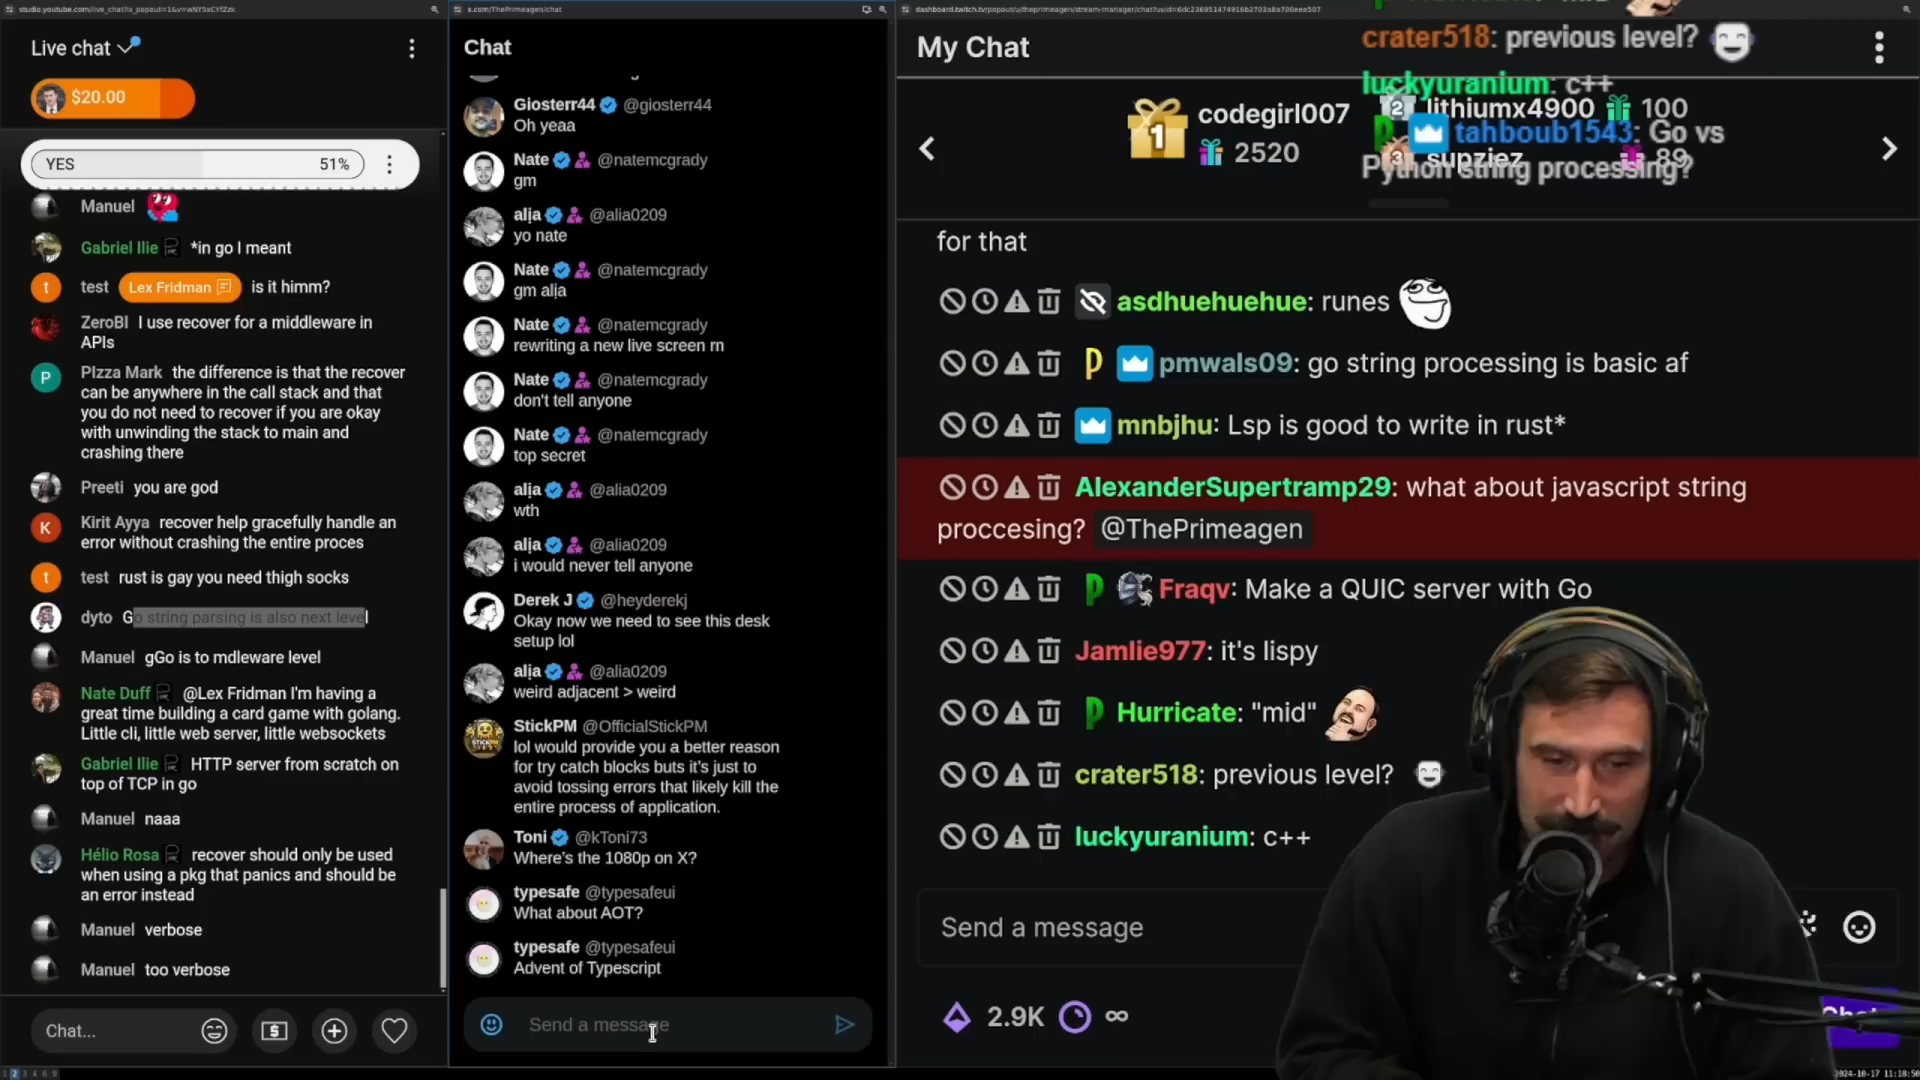 studio.youtube.com/live_chat?is_popout=1&v=wNY5xCYfZzk
Live chat
$20.00
YES 51%
Manuel
Gabriel Ilie *in go I meant
test Lex Fridman is it himm?
ZeroBl I use recover for a middleware in
APIs
PIzza Mark the difference is that the recover
can be anywhere in the call stack and that
you do not need to recover if you are okay
with unwinding the stack to main and
crashing there
Preeti you are god
Kirit Ayya recover help gracefully handle an
error without crashing the entire proces
test rust is gay you need thigh socks
dyto Go string parsing is also next level
Manuel gGo is to mdleware level
Nate Duff @Lex Fridman I'm having a
great time building a card game with golang.
Little cli, little web server, little websockets
Gabriel Ilie HTTP server from scratch on
top of TCP in go
Manuel naaa
Hélio Rosa recover should only be used
when using a pkg that panics and should be
an error instead
Manuel verbose
Manuel too verbose
Chat...
x.com/ThePrimeagen/chat
Chat
Giosterr44 @giosterr44
Oh yeaa
Nate @natemcgrady
gm
alįa @alia0209
yo nate
Nate @natemcgrady
gm alįa
Nate @natemcgrady
rewriting a new live screen rn
Nate @natemcgrady
don't tell anyone
Nate @natemcgrady
top secret
alįa @alia0209
wth
alįa @alia0209
i would never tell anyone
Derek J @heyderekj
Okay now we need to see this desk
setup lol
alįa @alia0209
weird adjacent > weird
StickPM @OfficialStickPM
lol would provide you a better reason
for try catch blocks buts it's just to
avoid tossing errors that likely kill the
entire process of application.
Toni @kToni73
Where's the 1080p on X?
typesafe @typesafeui
What about AOT?
typesafe @typesafeui
Advent of Typescript
Send a message
My Chat
crater518: previous level?
luckyuranium: c++
tahboub1543: Go vs
Python string processing?
1 codegirl007
2520
2 lithiumx4900 100
3 supziez 89
for that
asdhuehuehue: runes
pmwals09: go string processing is basic af
mnbjhu: Lsp is good to write in rust*
AlexanderSupertramp29: what about javascript string
proccesing? @ThePrimeagen
Fraqv: Make a QUIC server with Go
Jamlie977: it's lispy
Hurricate: "mid"
crater518: previous level?
luckyuranium: c++
Send a message
2.9K ∞
2024-10-17 11:18:50